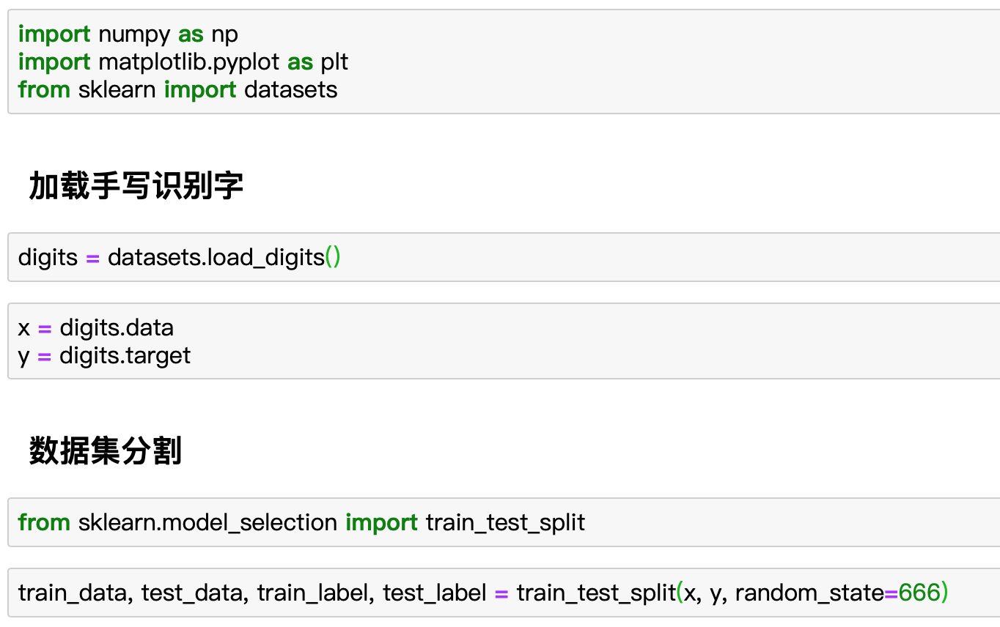 import numpy as np
import matplotlib.pyplot as plt
from sklearn import datasets
加载手写识别字
digits = datasets.load_digits()
x = digits.data
y = digits.target
数据集分割
from sklearn.model_selection import train_test_split
train_data, test_data, train_label, test_label = train_test_split(x, y, random_state=666)